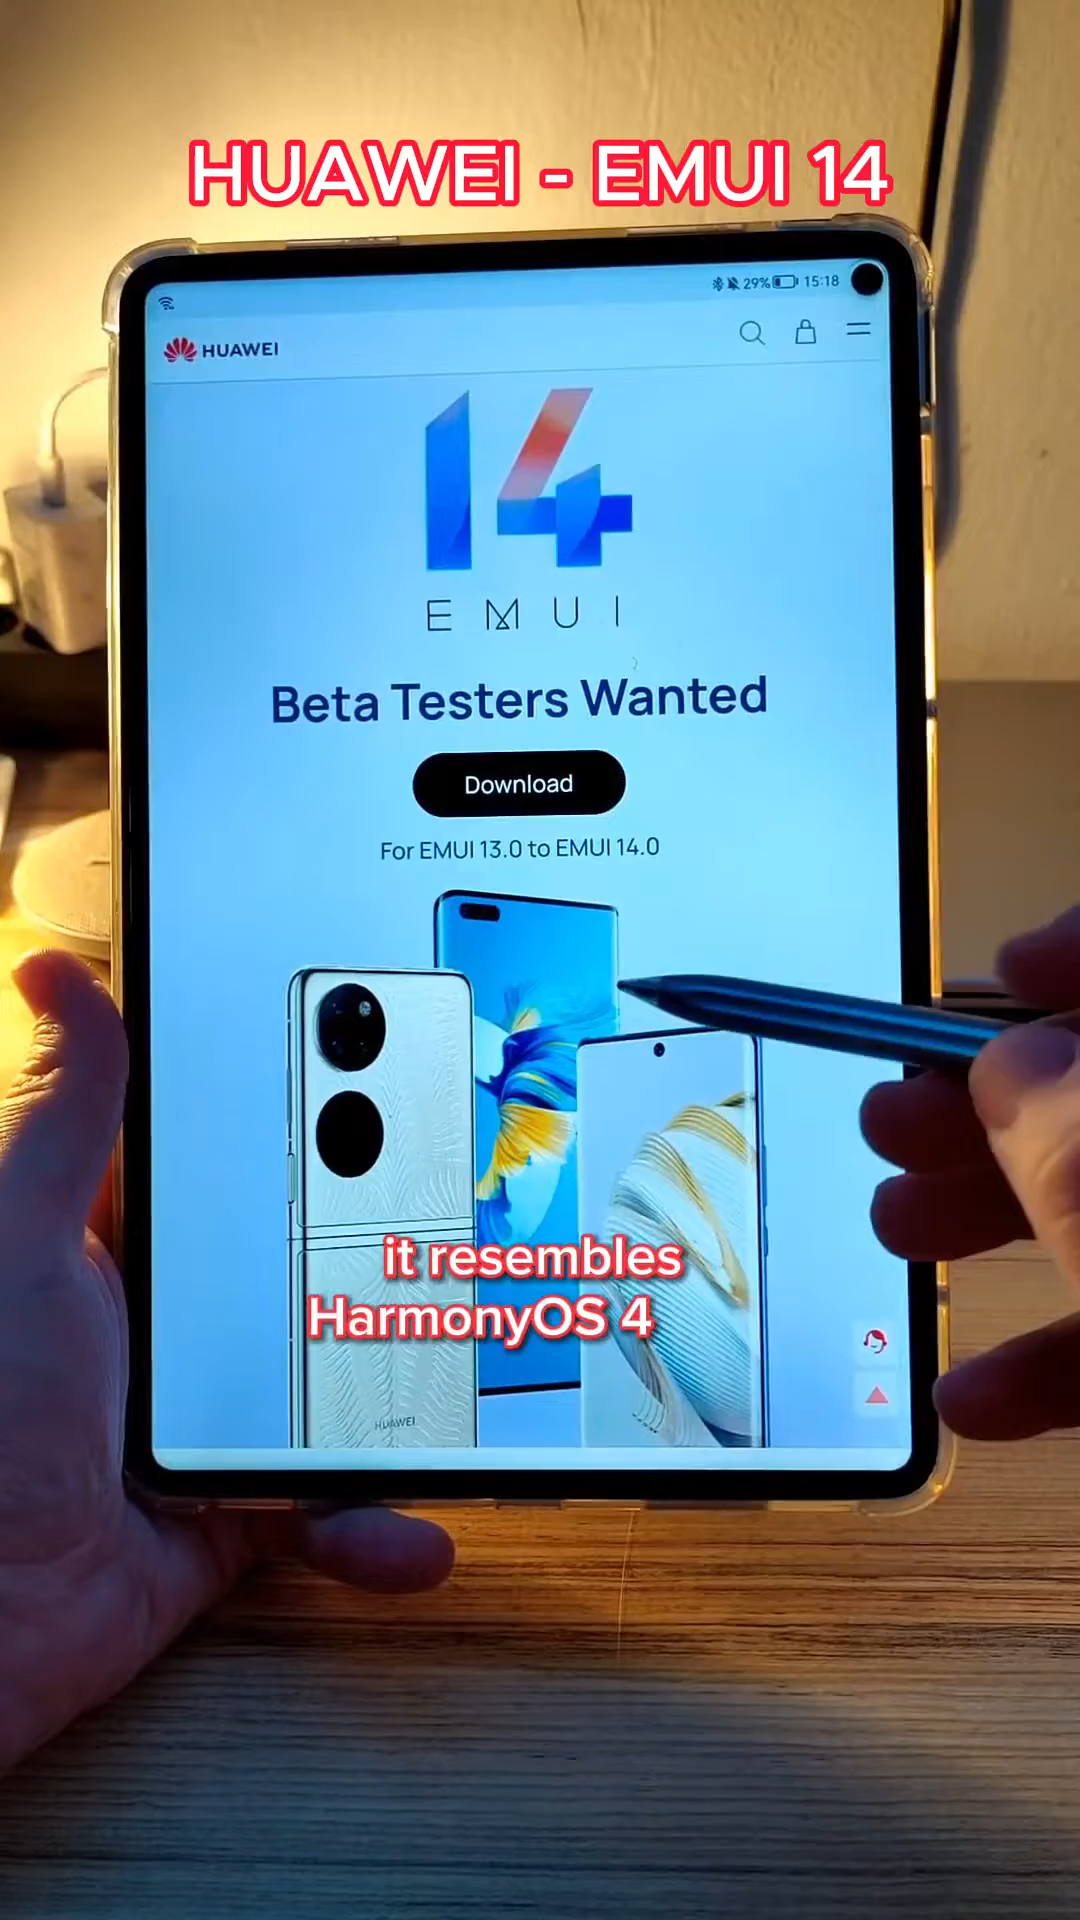 HUAWEI - EMUI 14
29% 15:18
HUAWEI
14
EMUI
Beta Testers Wanted
Download
For EMUI 13.0 to EMUI 14.0
it resembles
HarmonyOS 4
HUAWEI